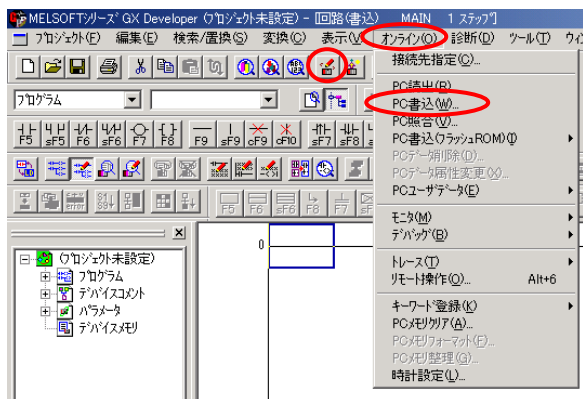 MELSOFTｼﾘｰｽﾞ GX Developer (ﾌﾟﾛｼﾞｪｸﾄ未設定) - [回路(書込) MAIN 1 ｽﾃｯﾌﾟ]
ﾌﾟﾛｼﾞｪｸﾄ(F) 編集(E) 検索/置換(S) 変換(C) 表示(V) ｵﾝﾗｲﾝ(O) 診断(D) ﾂｰﾙ(T) ｳｨ
接続先指定(C)...
PC読出(R)...
ﾌﾟﾛｸﾞﾗﾑ
PC書込(W)...
PC照合(V)...
PC書込(ﾌﾗｯｼｭROM)(I)
F5 sF5 F6 sF6 F7 F8 F9 sF9 cF9 cF10 sF7 sF8
PCﾃﾞｰﾀ削除(D)...
PCﾃﾞｰﾀ属性変更(X)...
PCﾕｰｻﾞﾃﾞｰﾀ(E)
F5 F6 sF6 F8 F7
ﾓﾆﾀ(M)
ﾃﾞﾊﾞｯｸﾞ(B)
0
(ﾌﾟﾛｼﾞｪｸﾄ未設定)
ﾌﾟﾛｸﾞﾗﾑ
ﾃﾞﾊﾞｲｽｺﾒﾝﾄ
ﾊﾟﾗﾒｰﾀ
ﾃﾞﾊﾞｲｽﾒﾓﾘ
ﾄﾚｰｽ(T)
ﾘﾓｰﾄ操作(O)... Alt+6
ｷｰﾜｰﾄﾞ登録(K)
PCﾒﾓﾘｸﾘｱ(A)...
PCﾒﾓﾘﾌｫｰﾏｯﾄ(F)...
PCﾒﾓﾘ整理(G)...
時計設定(L)...